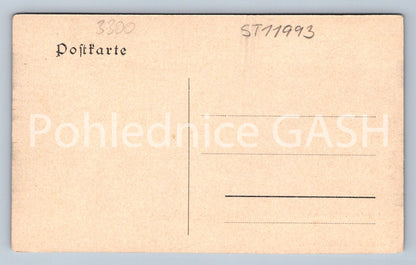 3300
ST11993
Postkarte
Pohlednice GASH